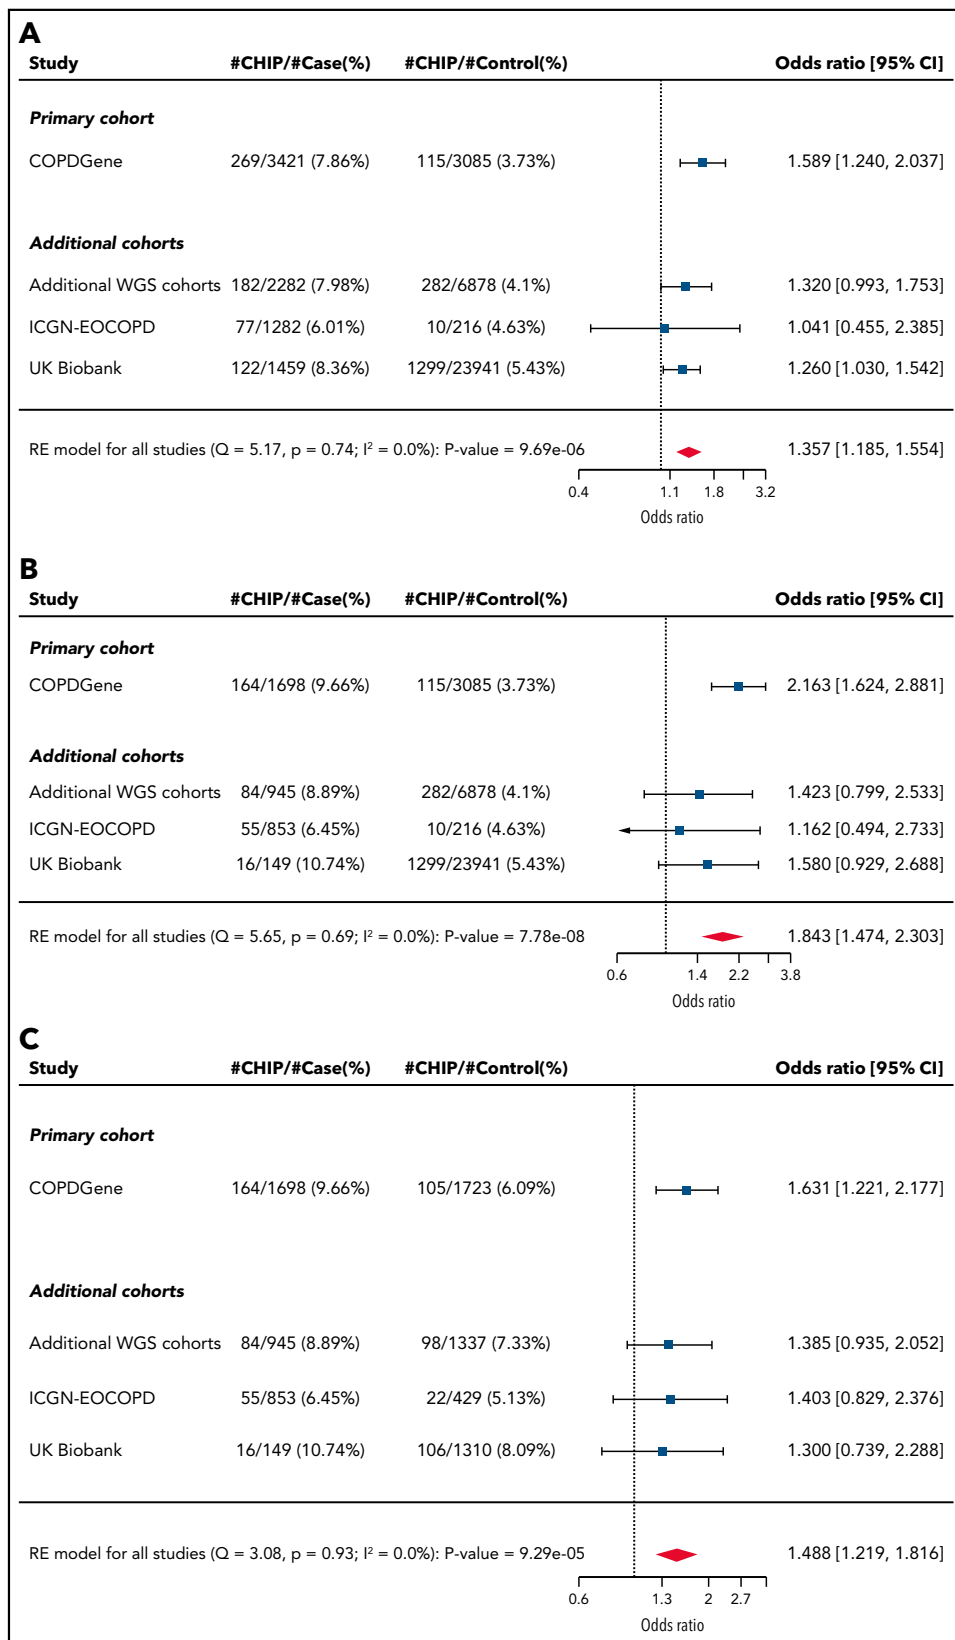 A
Study #CHIP/#Case(%) #CHIP/#Control(%) Odds ratio [95% CI]
Primary cohort
COPDGene 269/3421 (7.86%) 115/3085 (3.73%) 1.589 [1.240, 2.037]
Additional cohorts
Additional WGS cohorts 182/2282 (7.98%) 282/6878 (4.1%) 1.320 [0.993, 1.753]
ICGN-EOCOPD 77/1282 (6.01%) 10/216 (4.63%) 1.041 [0.455, 2.385]
UK Biobank 122/1459 (8.36%) 1299/23941 (5.43%) 1.260 [1.030, 1.542]
RE model for all studies (Q = 5.17, p = 0.74; I² = 0.0%): P-value = 9.69e-06 1.357 [1.185, 1.554]
0.4 1.1 1.8 3.2
Odds ratio
B
Study #CHIP/#Case(%) #CHIP/#Control(%) Odds ratio [95% CI]
Primary cohort
COPDGene 164/1698 (9.66%) 115/3085 (3.73%) 2.163 [1.624, 2.881]
Additional cohorts
Additional WGS cohorts 84/945 (8.89%) 282/6878 (4.1%) 1.423 [0.799, 2.533]
ICGN-EOCOPD 55/853 (6.45%) 10/216 (4.63%) 1.162 [0.494, 2.733]
UK Biobank 16/149 (10.74%) 1299/23941 (5.43%) 1.580 [0.929, 2.688]
RE model for all studies (Q = 5.65, p = 0.69; I² = 0.0%): P-value = 7.78e-08 1.843 [1.474, 2.303]
0.6 1.4 2.2 3.8
Odds ratio
C
Study #CHIP/#Case(%) #CHIP/#Control(%) Odds ratio [95% CI]
Primary cohort
COPDGene 164/1698 (9.66%) 105/1723 (6.09%) 1.631 [1.221, 2.177]
Additional cohorts
Additional WGS cohorts 84/945 (8.89%) 98/1337 (7.33%) 1.385 [0.935, 2.052]
ICGN-EOCOPD 55/853 (6.45%) 22/429 (5.13%) 1.403 [0.829, 2.376]
UK Biobank 16/149 (10.74%) 106/1310 (8.09%) 1.300 [0.739, 2.288]
RE model for all studies (Q = 3.08, p = 0.93; I² = 0.0%): P-value = 9.29e-05 1.488 [1.219, 1.816]
0.6 1.3 2 2.7
Odds ratio